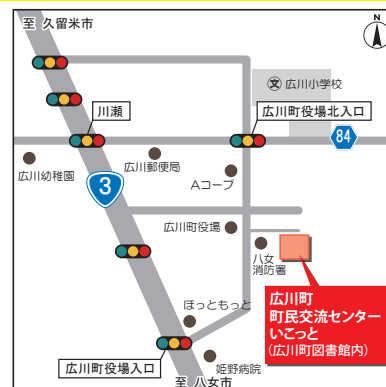 至 久留米市
N
文 広川小学校
川瀬
広川町役場北入口
84
広川幼稚園
広川郵便局
Aコープ
3
広川町役場
八女
消防署
広川町
町民交流センター
いこっと
(広川町図書館内)
ほっともっと
広川町役場入口
姫野病院
至 八女市